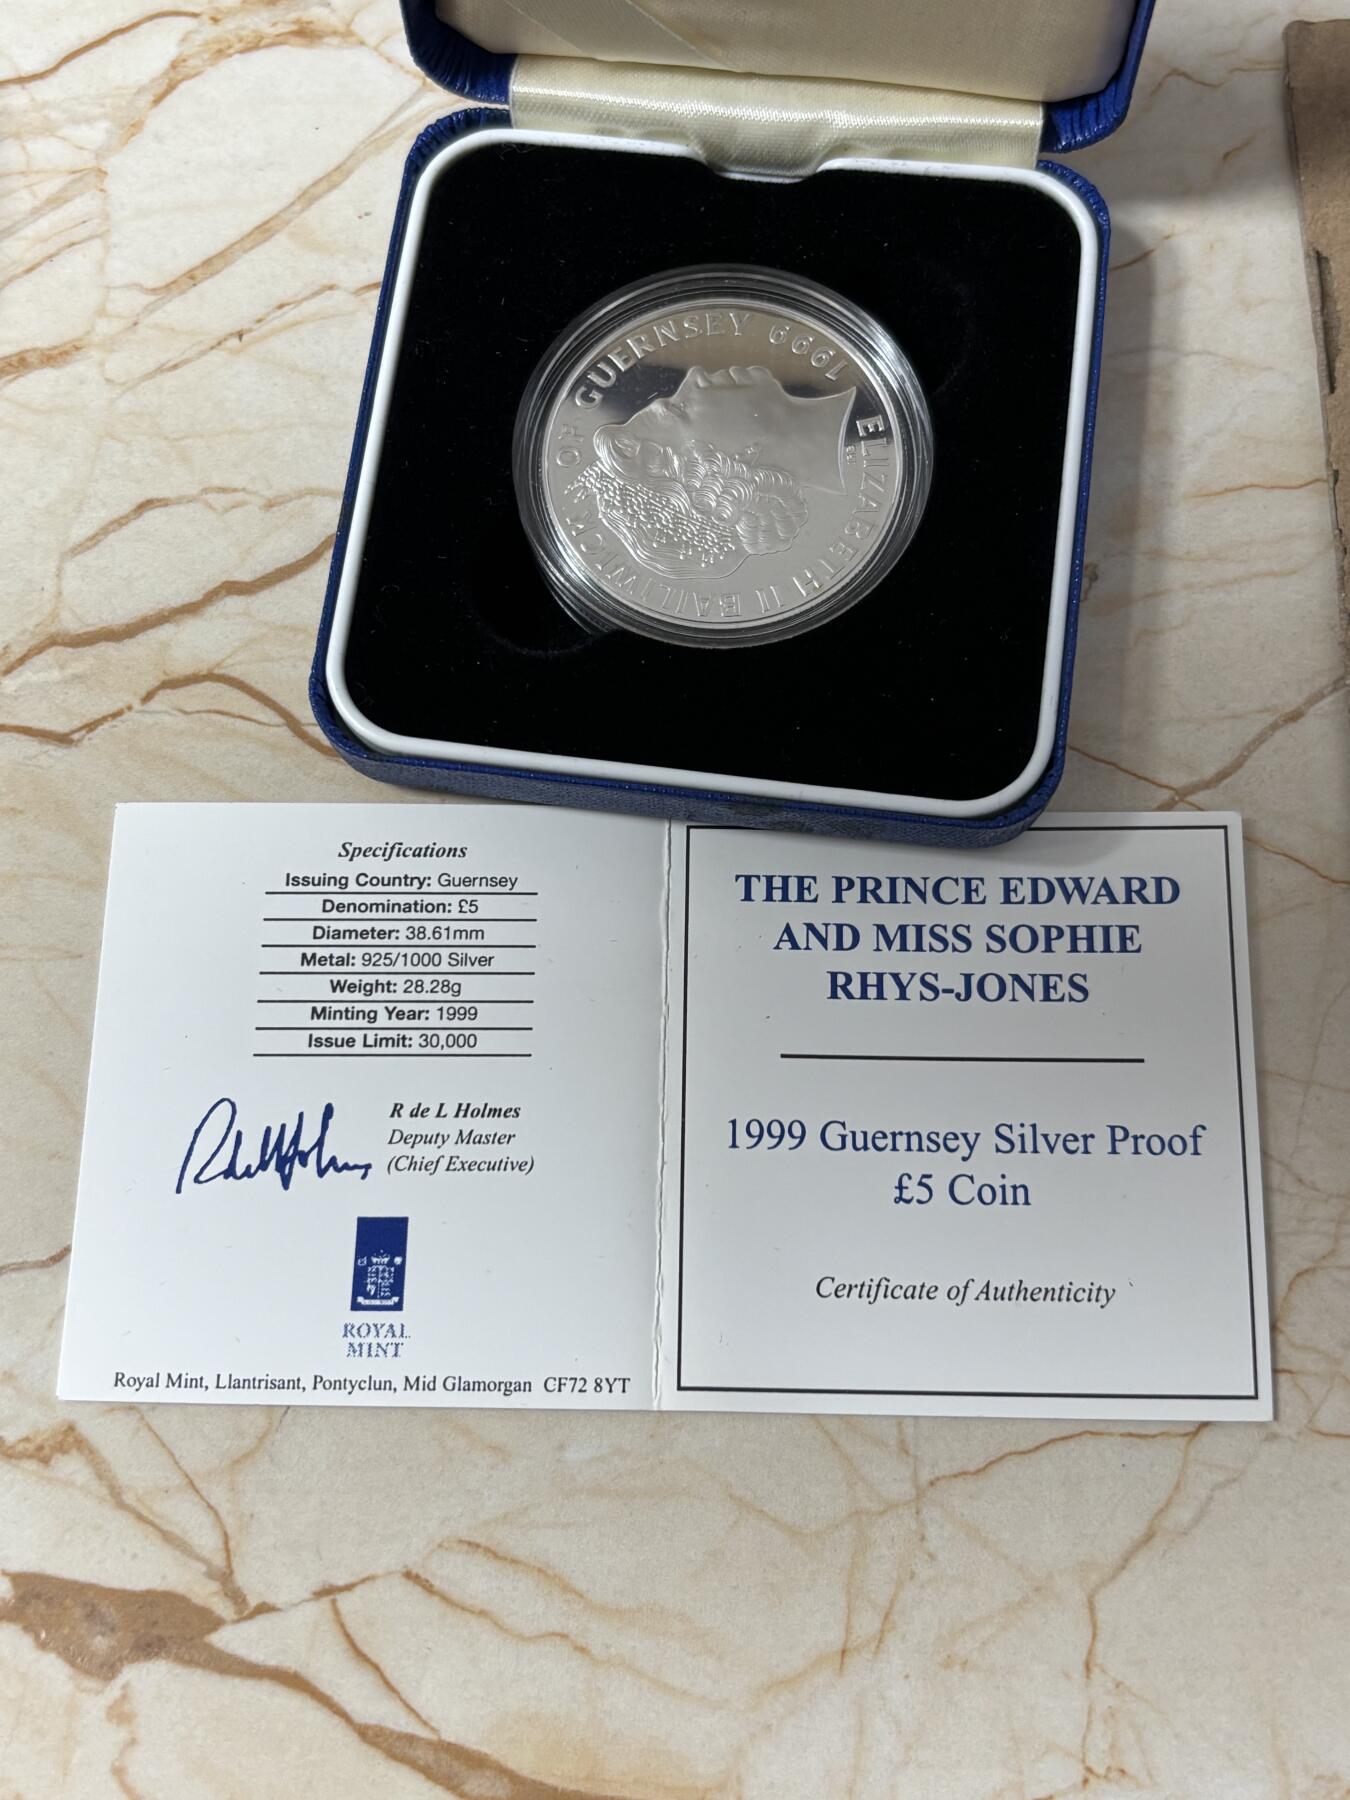 ELIZABETH II BAILIWICK OF GUERNSEY 1999
Specifications
Issuing Country: Guernsey
Denomination: £5
Diameter: 38.61mm
Metal: 925/1000 Silver
Weight: 28.28g
Minting Year: 1999
Issue Limit: 30,000
R de L Holmes
Deputy Master
(Chief Executive)
ROYAL
MINT
Royal Mint, Llantrisant, Pontyclun, Mid Glamorgan CF72 8YT
THE PRINCE EDWARD
AND MISS SOPHIE
RHYS-JONES
1999 Guernsey Silver Proof
£5 Coin
Certificate of Authenticity